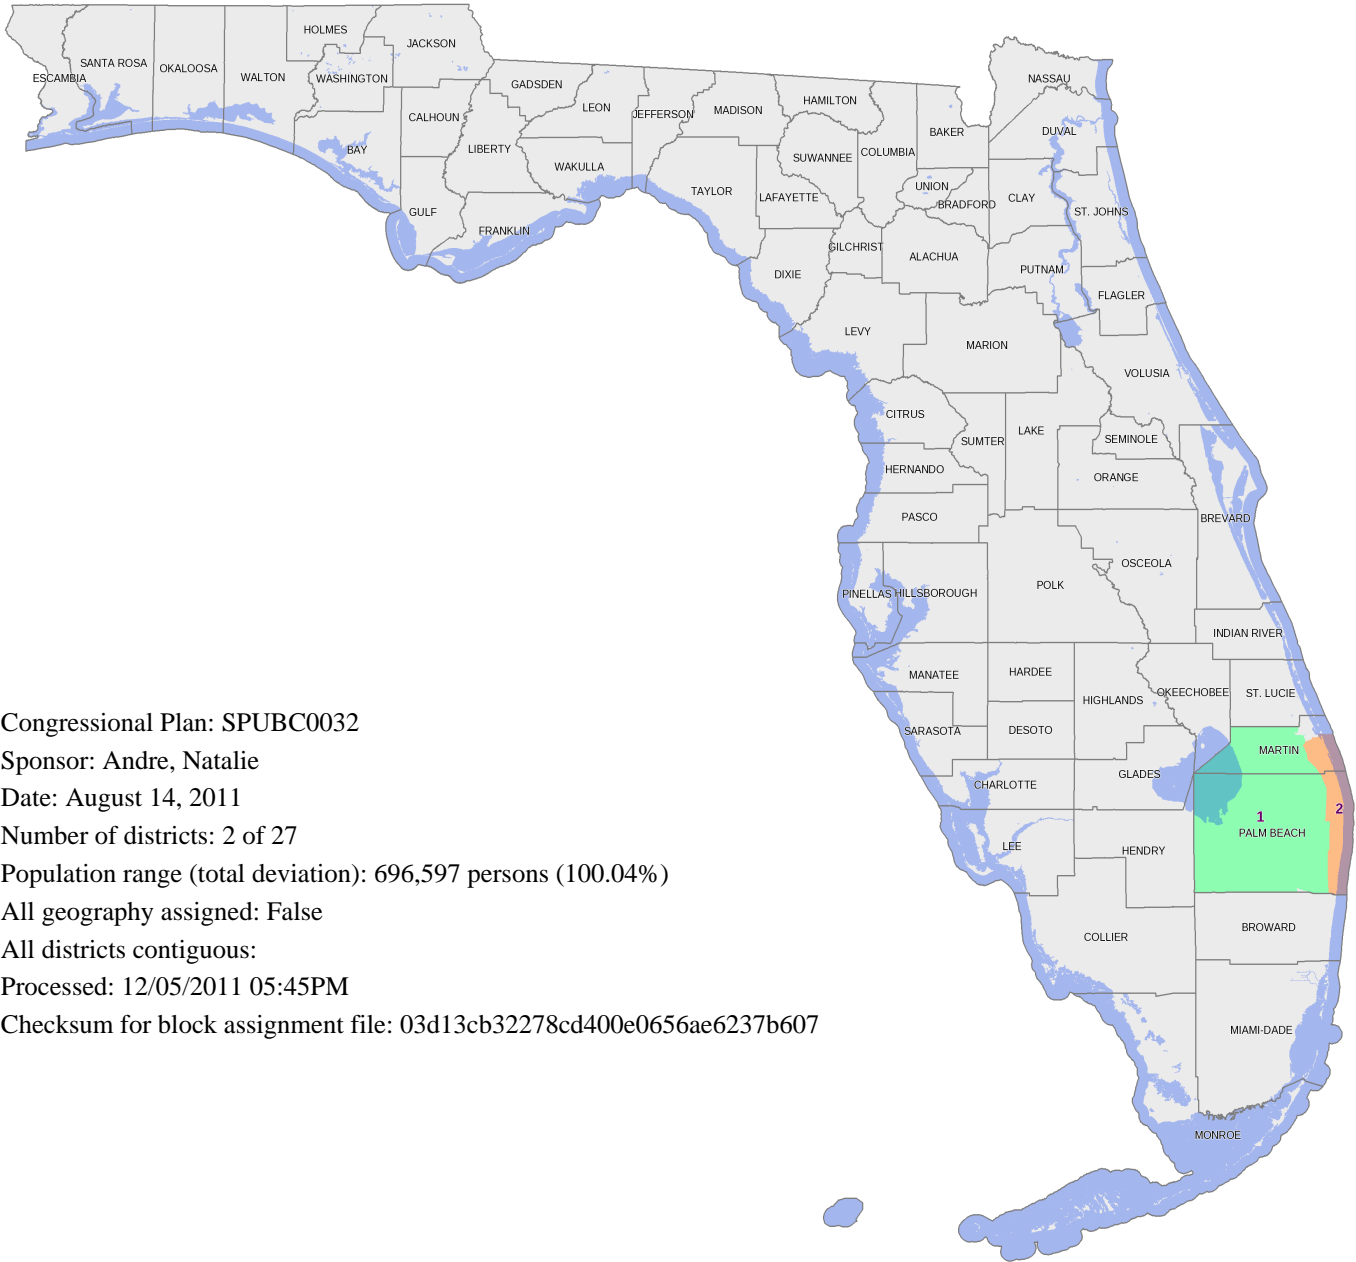 HOLMES
JACKSON
SANTA ROSA
OKALOOSA
ESCAMBIA
WALTON
WASHINGTON
GADSDEN
NASSAU
LEON
HAMILTON
CALHOUN
JEFFERSON
MADISON
BAKER
DUVAL
BAY
LIBERTY
COLUMBIA
SUWANNEE
WAKULLA
TAYLOR
LAFAYETTE
UNION
BRADFORD
CLAY
GULF
ST. JOHNS
FRANKLIN
GILCHRIST
ALACHUA
DIXIE
PUTNAM
FLAGLER
LEVY
MARION
VOLUSIA
CITRUS
SUMTER
LAKE
SEMINOLE
HERNANDO
ORANGE
PASCO
BREVARD
OSCEOLA
POLK
PINELLAS
HILLSBOROUGH
INDIAN RIVER
MANATEE
HARDEE
HIGHLANDS
OKEECHOBEE
ST. LUCIE
SARASOTA
DESOTO
MARTIN
GLADES
CHARLOTTE
1
2
PALM BEACH
LEE
HENDRY
BROWARD
COLLIER
MIAMI-DADE
MONROE
Congressional Plan: SPUBC0032
Sponsor: Andre, Natalie
Date: August 14, 2011
Number of districts: 2 of 27
Population range (total deviation): 696,597 persons (100.04%)
All geography assigned: False
All districts contiguous:
Processed: 12/05/2011 05:45PM
Checksum for block assignment file: 03d13cb32278cd400e0656ae6237b607